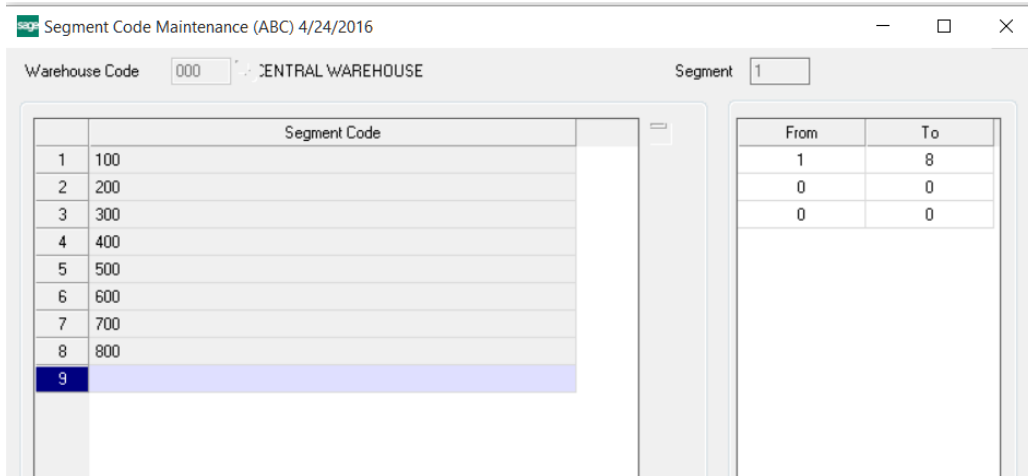 sage Segment Code Maintenance (ABC) 4/24/2016
Warehouse Code 000 CENTRAL WAREHOUSE Segment 1
Segment Code From To
1 100 1 8
2 200 0 0
3 300 0 0
4 400
5 500
6 600
7 700
8 800
9